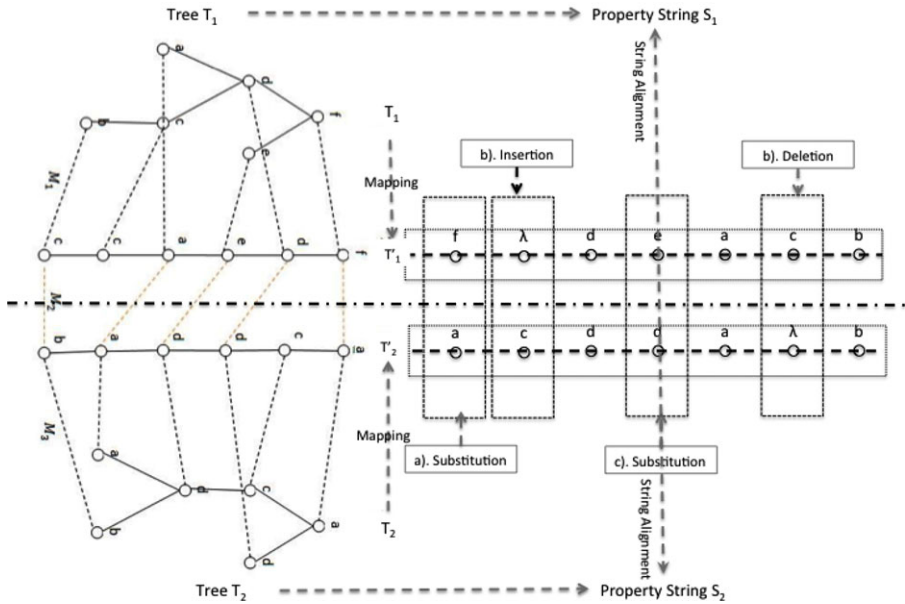 Tree T1
Property String S1
a
d
f
b
c
e
M1
T1
Mapping
String Alignment
b). Insertion
b). Deletion
c
c
a
e
d
f
T'1
f
λ
d
e
a
c
b
M2
b
a
d
d
c
a
T'2
a
c
d
d
a
λ
b
M3
Mapping
a). Substitution
c). Substitution
String Alignment
a
d
c
b
a
d
T2
Tree T2
Property String S2